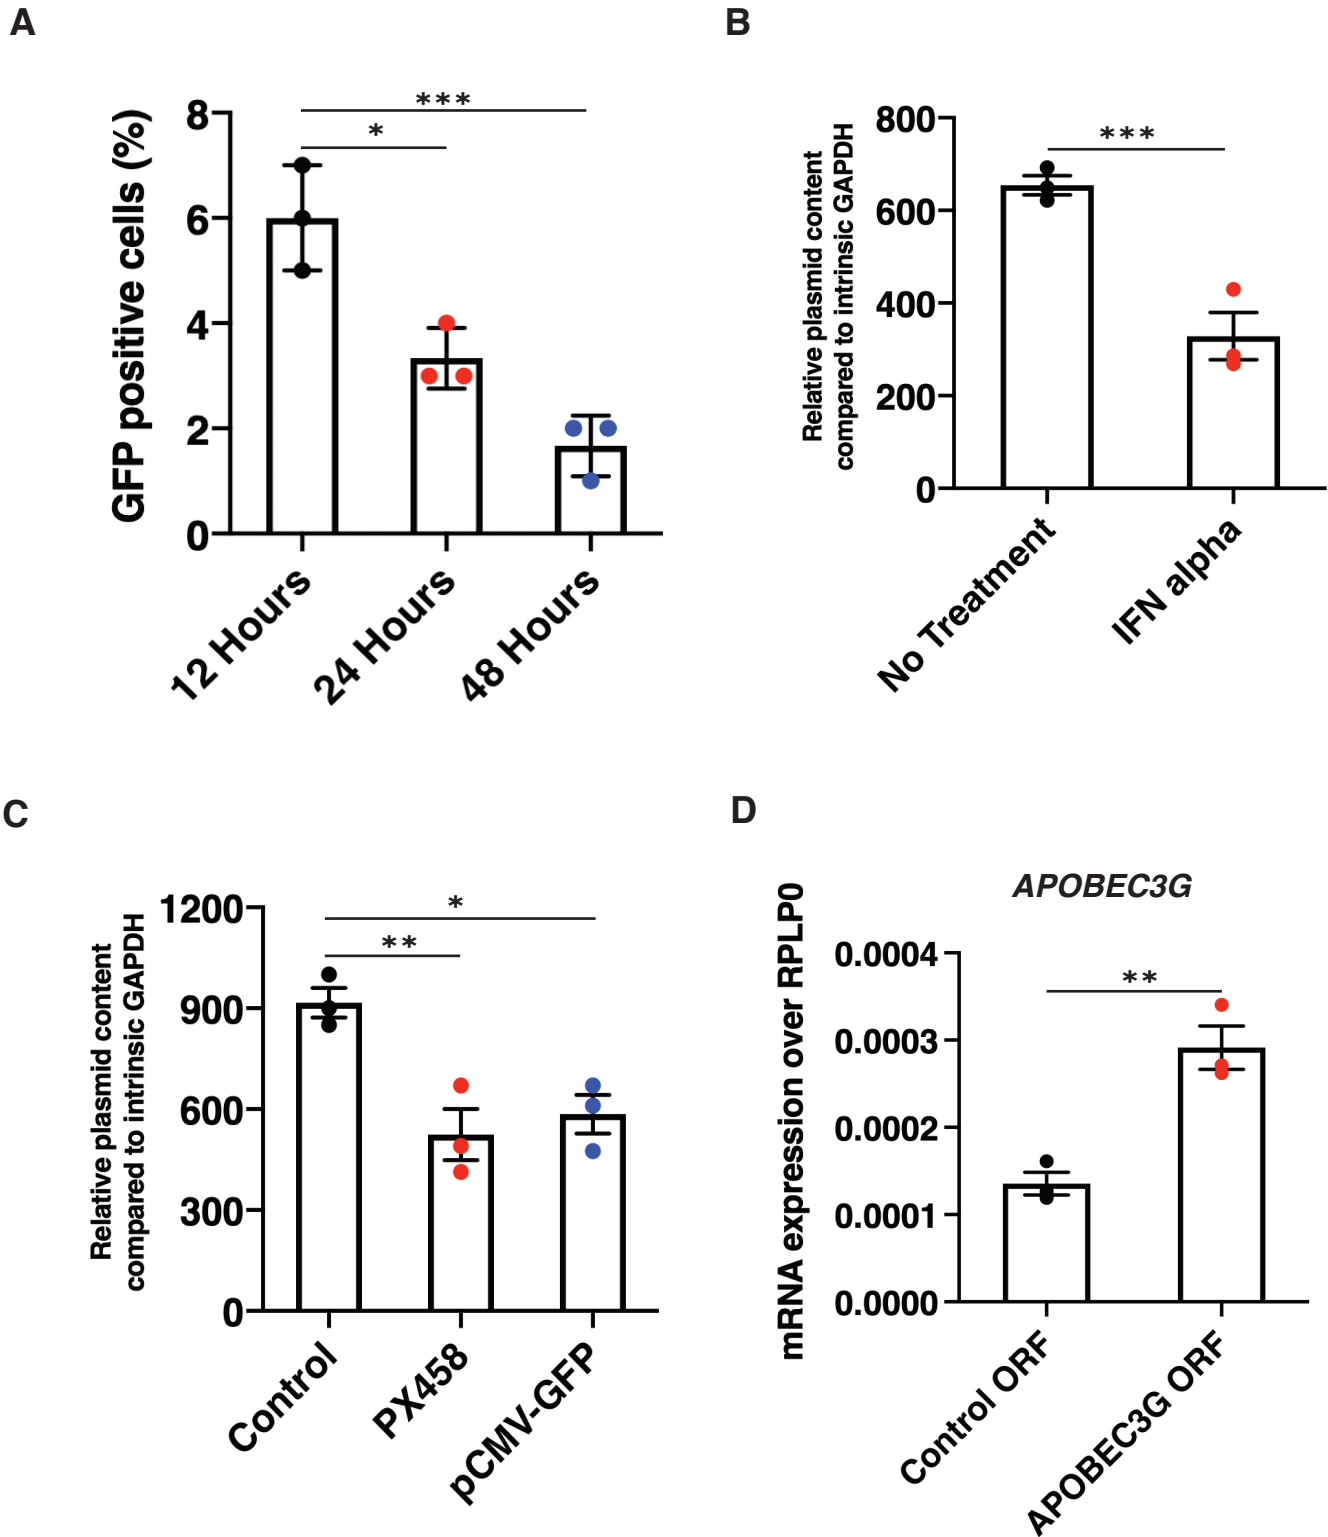 A
GFP positive cells (%)
8
6
4
2
0
***
*
12 Hours
24 Hours
48 Hours
B
Relative plasmid content
compared to intrinsic GAPDH
800
600
400
200
0
***
No Treatment
IFN alpha
C
Relative plasmid content
compared to intrinsic GAPDH
1200
900
600
300
0
*
**
Control
PX458
pCMV-GFP
D
APOBEC3G
mRNA expression over RPLP0
0.0004
0.0003
0.0002
0.0001
0.0000
**
Control ORF
APOBEC3G ORF